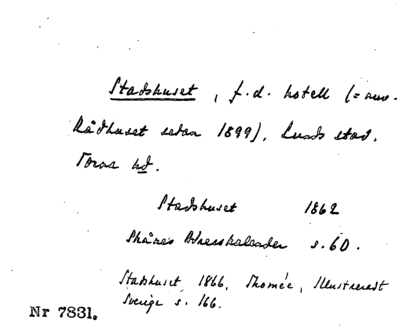 Stadshuset, f.d. hotell (= nuv.
Rådhuset sedan 1899), Lunds stad.
Torna hd.
Stadshuset 1862
Skånes Adresskalender s. 60.
Stadshuset, 1866, Thomée, Illustreradt
Sverige s. 166.
Nr 7831.